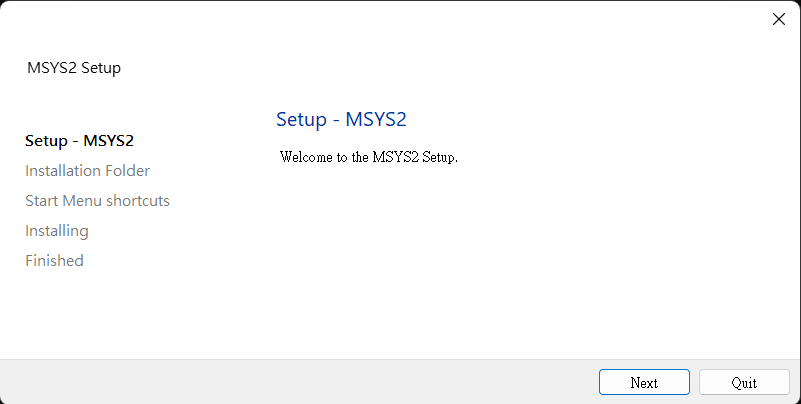 MSYS2 Setup
Setup - MSYS2
Installation Folder
Start Menu shortcuts
Installing
Finished
Setup - MSYS2
Welcome to the MSYS2 Setup.
Next
Quit